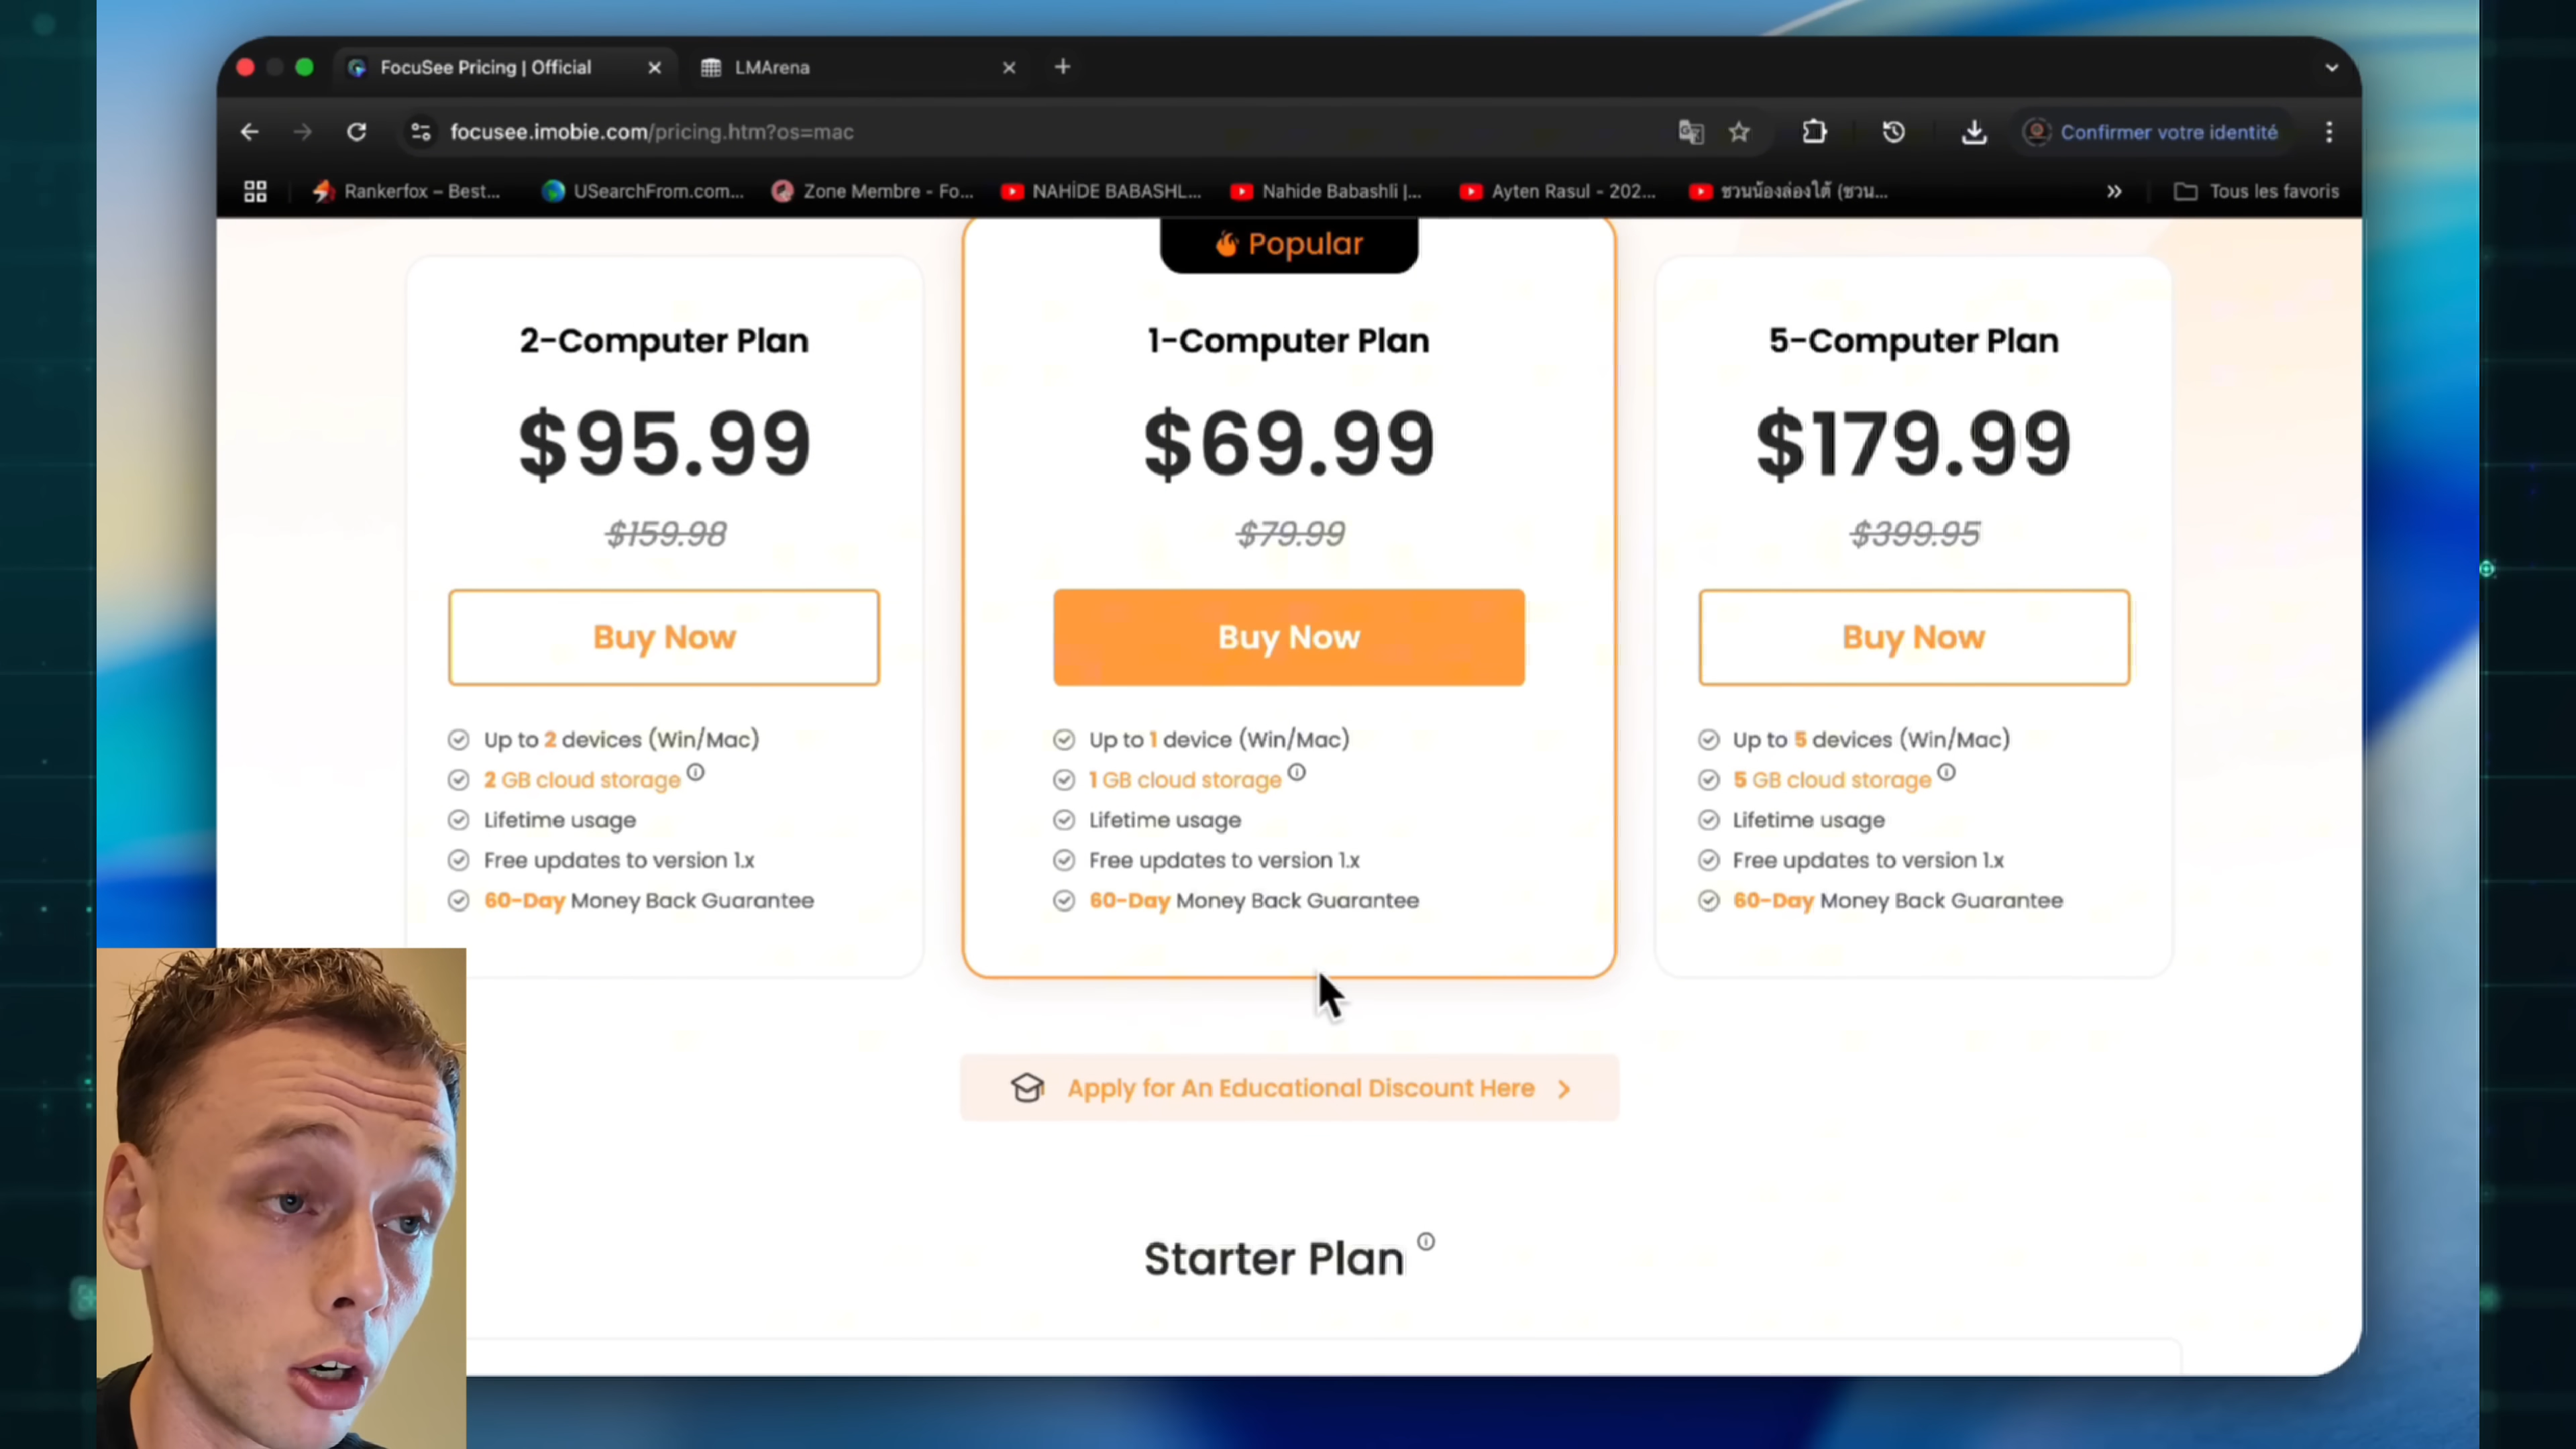 FocuSee Pricing | Official
LMArena
focusee.imobie.com/pricing.htm?os=mac
Confirmer votre identité
Rankerfox – Best...
USearchFrom.com...
Zone Membre - Fo...
NAHİDE BABASHL...
Nahide Babashli |...
Ayten Rasul - 202...
ชวนน้องล่องใต้ (ชวน...
Tous les favoris
Popular
2-Computer Plan
$95.99
$159.98
Buy Now
Up to 2 devices (Win/Mac)
2 GB cloud storage
Lifetime usage
Free updates to version 1.x
60-Day Money Back Guarantee
1-Computer Plan
$69.99
$79.99
Buy Now
Up to 1 device (Win/Mac)
1 GB cloud storage
Lifetime usage
Free updates to version 1.x
60-Day Money Back Guarantee
5-Computer Plan
$179.99
$399.95
Buy Now
Up to 5 devices (Win/Mac)
5 GB cloud storage
Lifetime usage
Free updates to version 1.x
60-Day Money Back Guarantee
Apply for An Educational Discount Here
Starter Plan